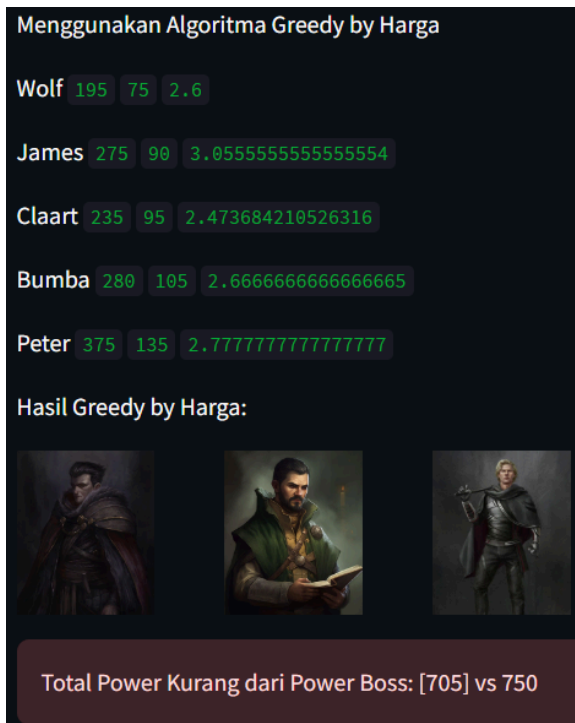 Menggunakan Algoritma Greedy by Harga
Wolf 195 75 2.6
James 275 90 3.0555555555555554
Claart 235 95 2.473684210526316
Bumba 280 105 2.6666666666666665
Peter 375 135 2.7777777777777777
Hasil Greedy by Harga:
Total Power Kurang dari Power Boss: [705] vs 750